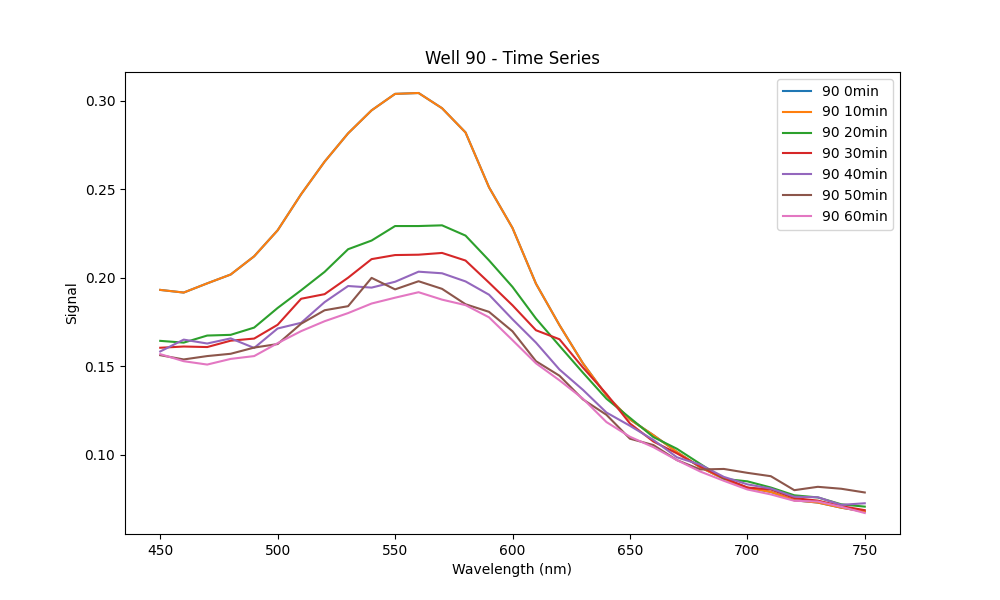 Well 90 - Time Series
90 0min
90 10min
90 20min
90 30min
90 40min
90 50min
90 60min
Signal
0.30
0.25
0.20
0.15
0.10
450 500 550 600 650 700 750
Wavelength (nm)